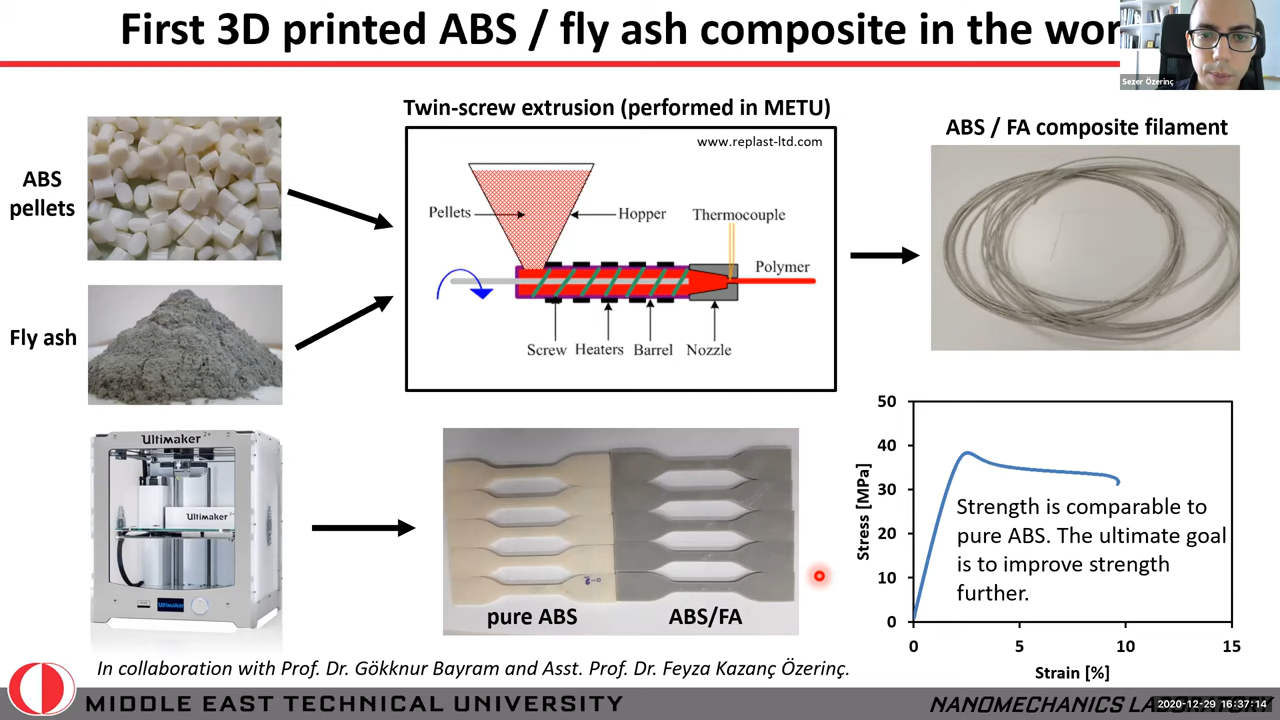 First 3D printed ABS / fly ash composite in the wor
Sezer Özerinç
Twin-screw extrusion (performed in METU)
ABS / FA composite filament
www.replast-ltd.com
ABS
pellets
Pellets
Hopper
Thermocouple
Polymer
Fly ash
Screw
Heaters
Barrel
Nozzle
Ultimaker 2+
Ultimaker 2+
Ultimaker
pure ABS
ABS/FA
Stress [MPa]
50
40
30
20
10
0
Strength is comparable to
pure ABS. The ultimate goal
is to improve strength
further.
0
5
10
15
Strain [%]
In collaboration with Prof. Dr. Gökknur Bayram and Asst. Prof. Dr. Feyza Kazanç Özerinç.
MIDDLE EAST TECHNICAL UNIVERSITY
NANOMECHANICS
2020-12-29 16:37:14